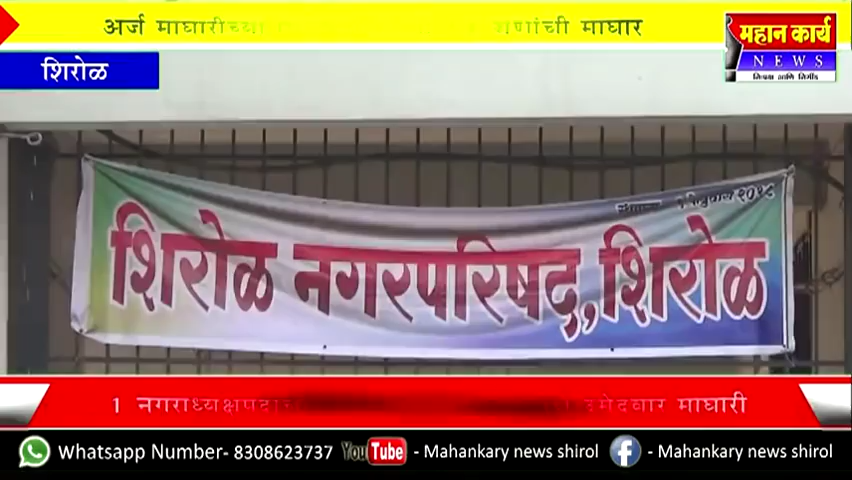 अर्ज माघारीच्या माघार
महान कार्य
NEWS
शिरोळ
शिरोळ नगरपरिषद, शिरोळ
1 नगराध्यक्षपदाच उमेदवार माघारी
Whatsapp Number- 8308623737 YouTube - Mahankary news shirol f - Mahankary news shirol